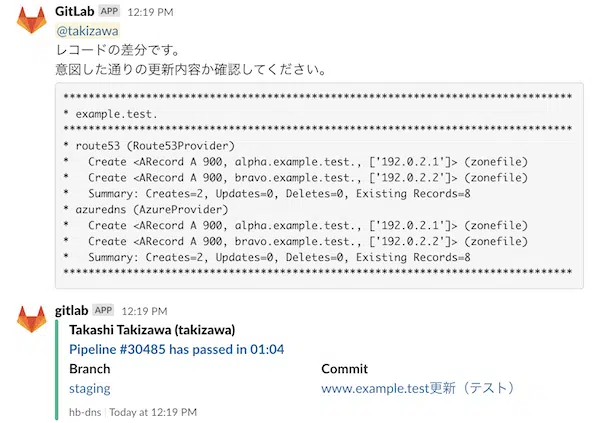 GitLab APP 12:19 PM
@takizawa
レコードの差分です。
意図した通りの更新内容か確認してください。
********************************************************************************
* example.test.
********************************************************************************
* route53 (Route53Provider)
*   Create <ARecord A 900, alpha.example.test., ['192.0.2.1']> (zonefile)
*   Create <ARecord A 900, bravo.example.test., ['192.0.2.2']> (zonefile)
*   Summary: Creates=2, Updates=0, Deletes=0, Existing Records=8
* azuredns (AzureProvider)
*   Create <ARecord A 900, alpha.example.test., ['192.0.2.1']> (zonefile)
*   Create <ARecord A 900, bravo.example.test., ['192.0.2.2']> (zonefile)
*   Summary: Creates=2, Updates=0, Deletes=0, Existing Records=8
********************************************************************************
gitlab APP 12:19 PM
Takashi Takizawa (takizawa)
Pipeline #30485 has passed in 01:04
Branch Commit
staging www.example.test更新（テスト）
hb-dns | Today at 12:19 PM